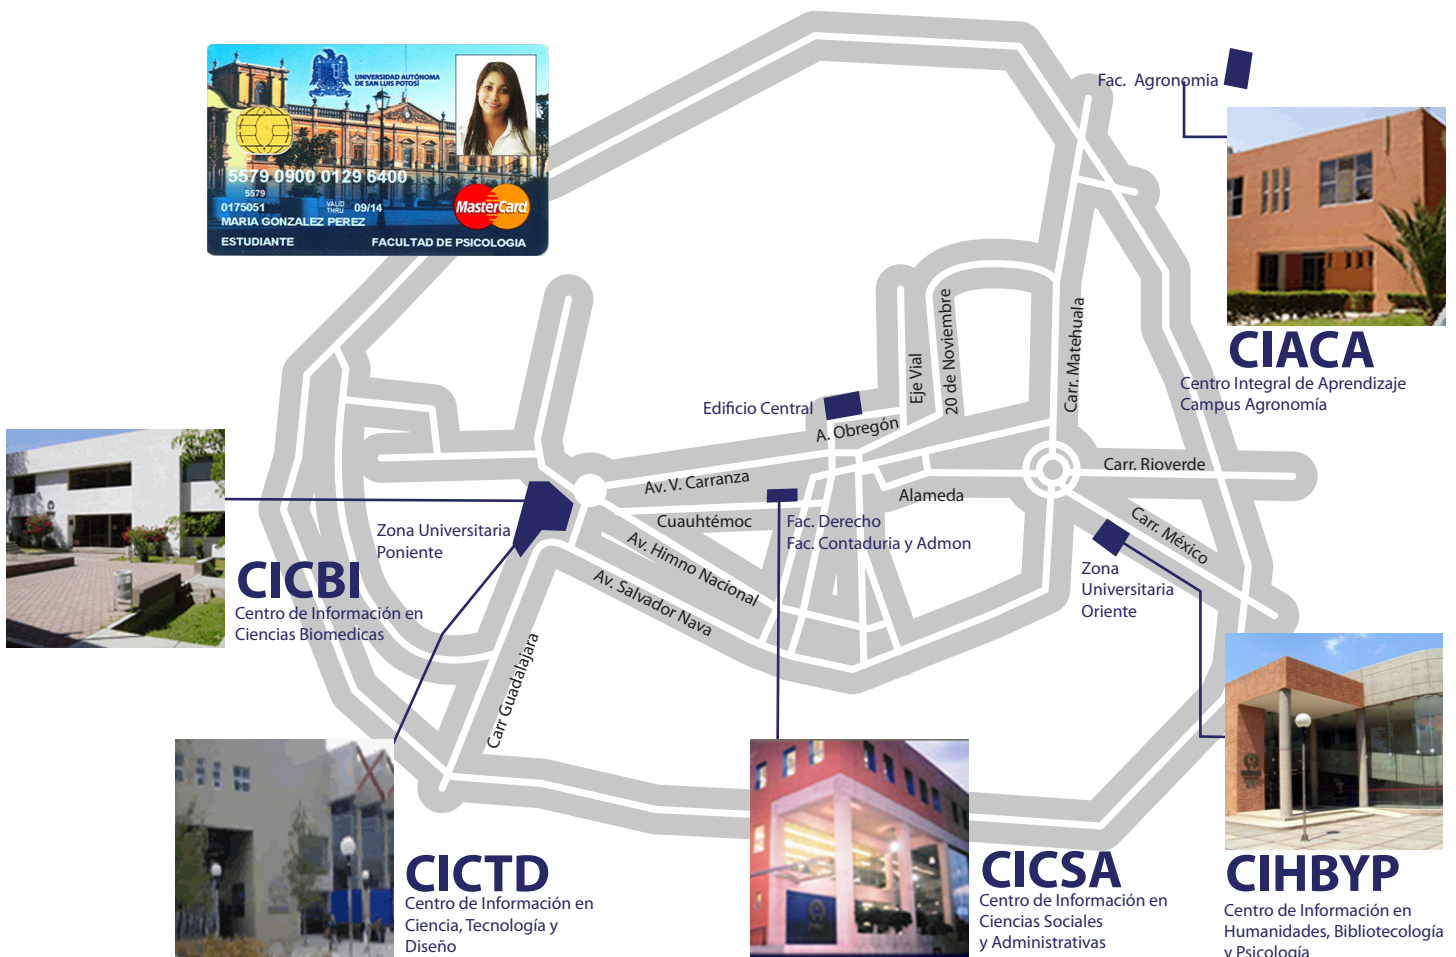 UNIVERSIDAD AUTÓNOMA
DE SAN LUIS POTOSÍ
5579 0900 0129 6400
5579
0175051
VALID
THRU
09/14
MARIA GONZALEZ PEREZ
ESTUDIANTE
FACULTAD DE PSICOLOGIA
MasterCard
Fac. Agronomia
CIACA
Centro Integral de Aprendizaje
Campus Agronomía
Carr. Matehuala
20 de Noviembre
Eje Vial
Edificio Central
A. Obregón
Av. V. Carranza
Alameda
Carr. Rioverde
Cuauhtémoc
Fac. Derecho
Fac. Contaduria y Admon
Carr. México
Av. Himno Nacional
Av. Salvador Nava
Zona Universitaria
Poniente
Zona
Universitaria
Oriente
CICBI
Centro de Información en
Ciencias Biomedicas
Carr Guadalajara
CICTD
Centro de Información en
Ciencia, Tecnología y
Diseño
CICSA
Centro de Información en
Ciencias Sociales
y Administrativas
CIHBYP
Centro de Información en
Humanidades, Bibliotecología
y Psicología